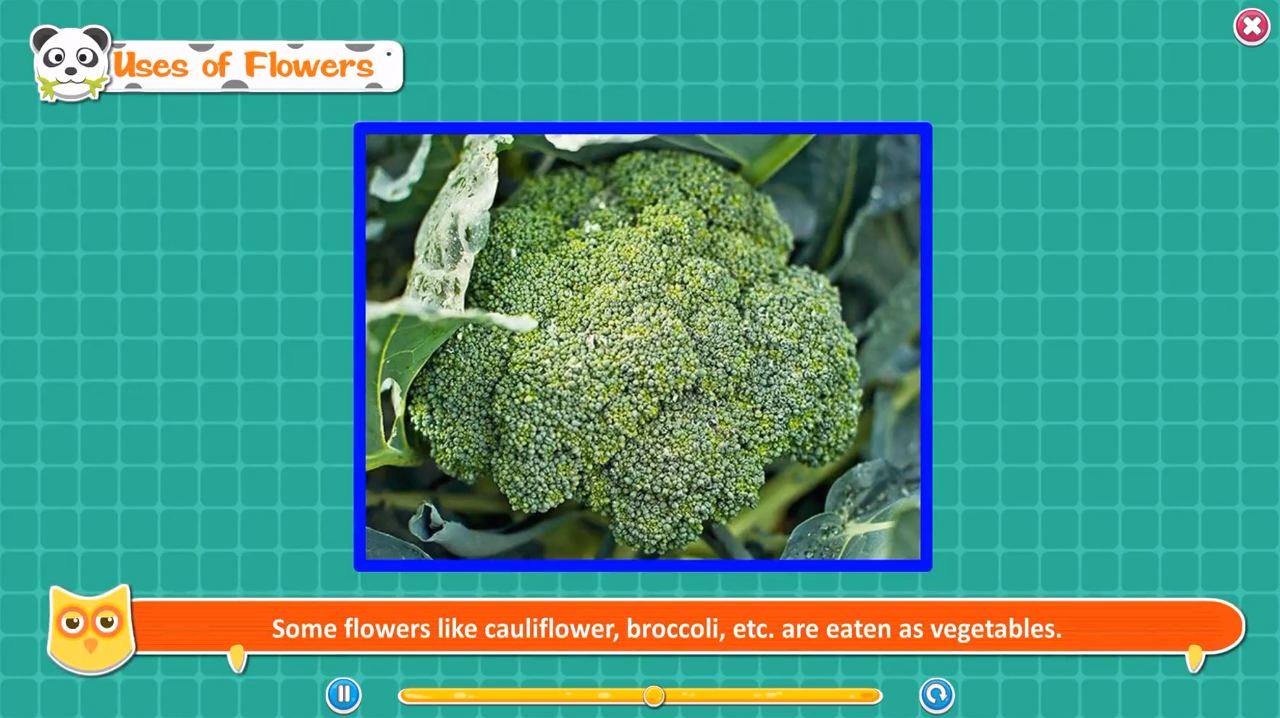 Uses of Flowers
Some flowers like cauliflower, broccoli, etc. are eaten as vegetables.